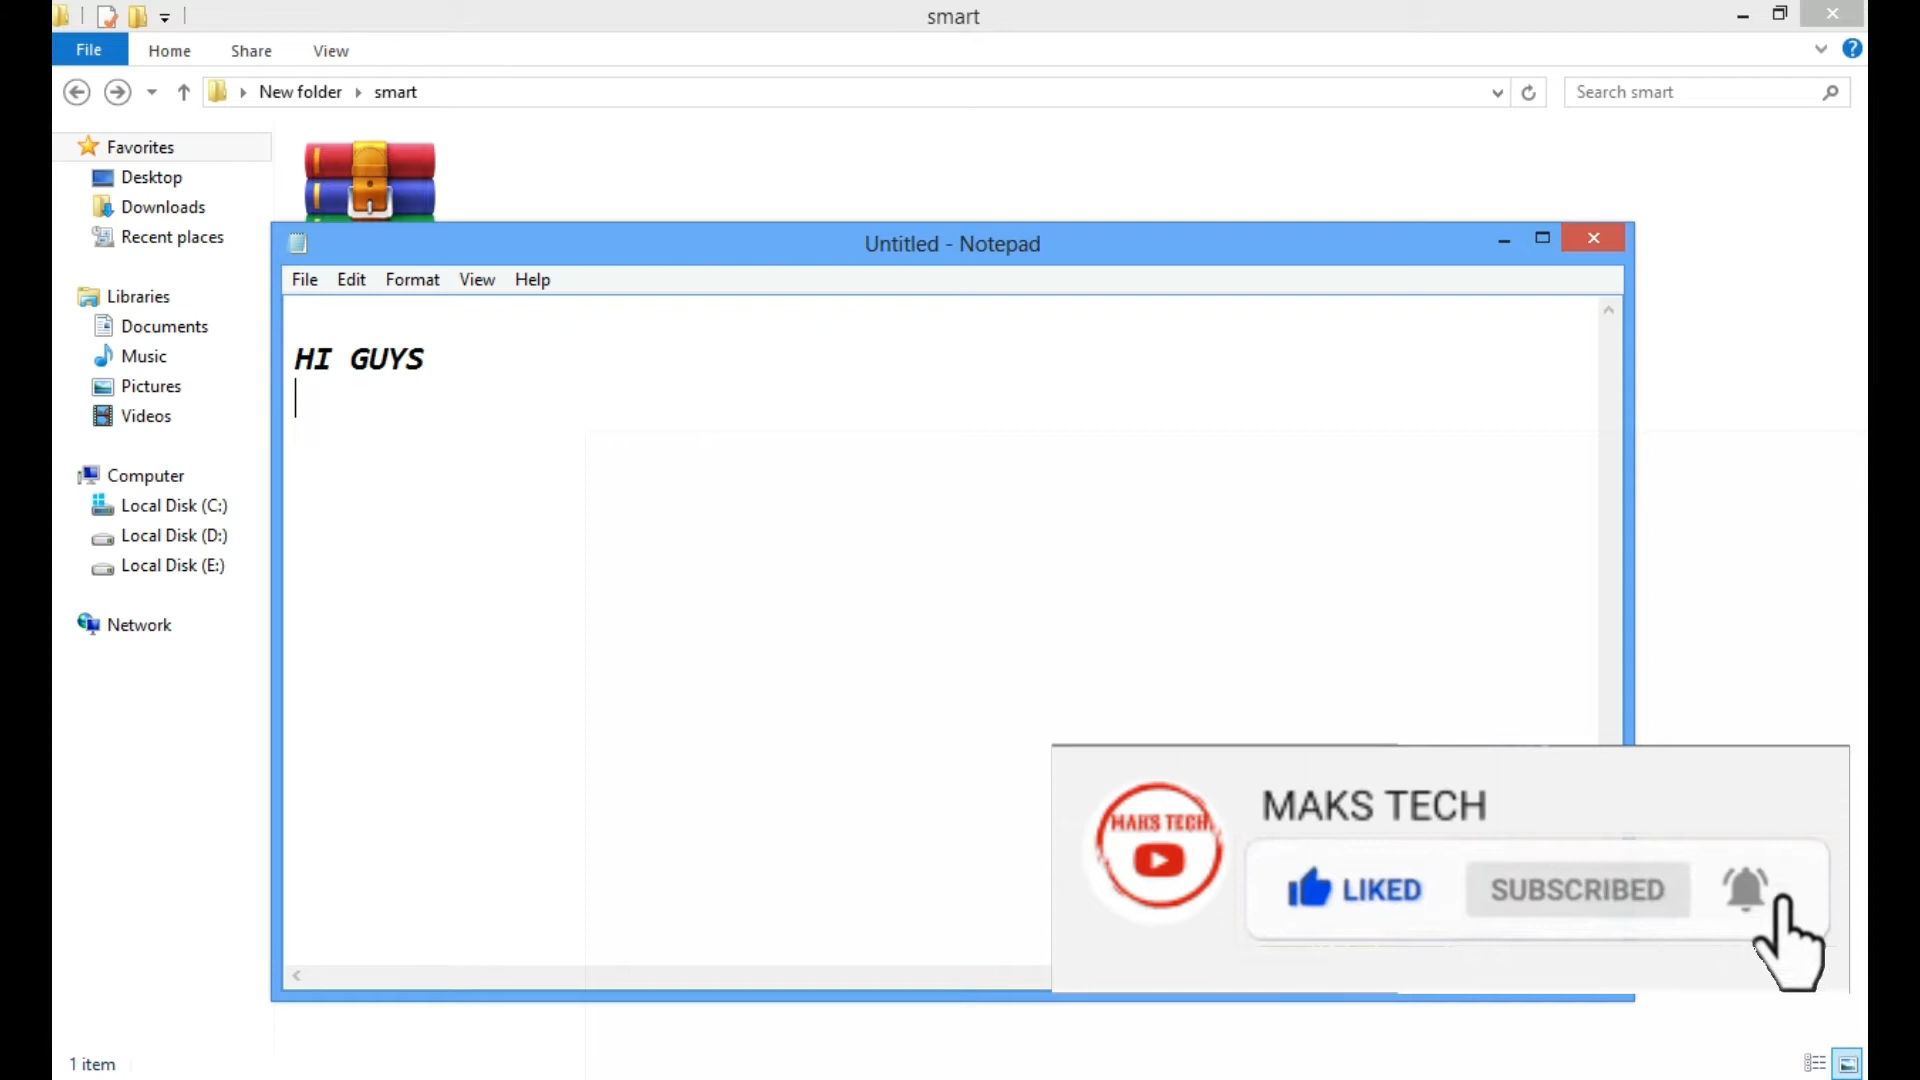 smart
File Home Share View
New folder smart
Search smart
Favorites
Desktop
Downloads
Recent places
Libraries
Documents
Music
Pictures
Videos
Computer
Local Disk (C:)
Local Disk (D:)
Local Disk (E:)
Network
Untitled - Notepad
File Edit Format View Help
HI GUYS
MAKS TECH
MAKS TECH
LIKED SUBSCRIBED
1 item